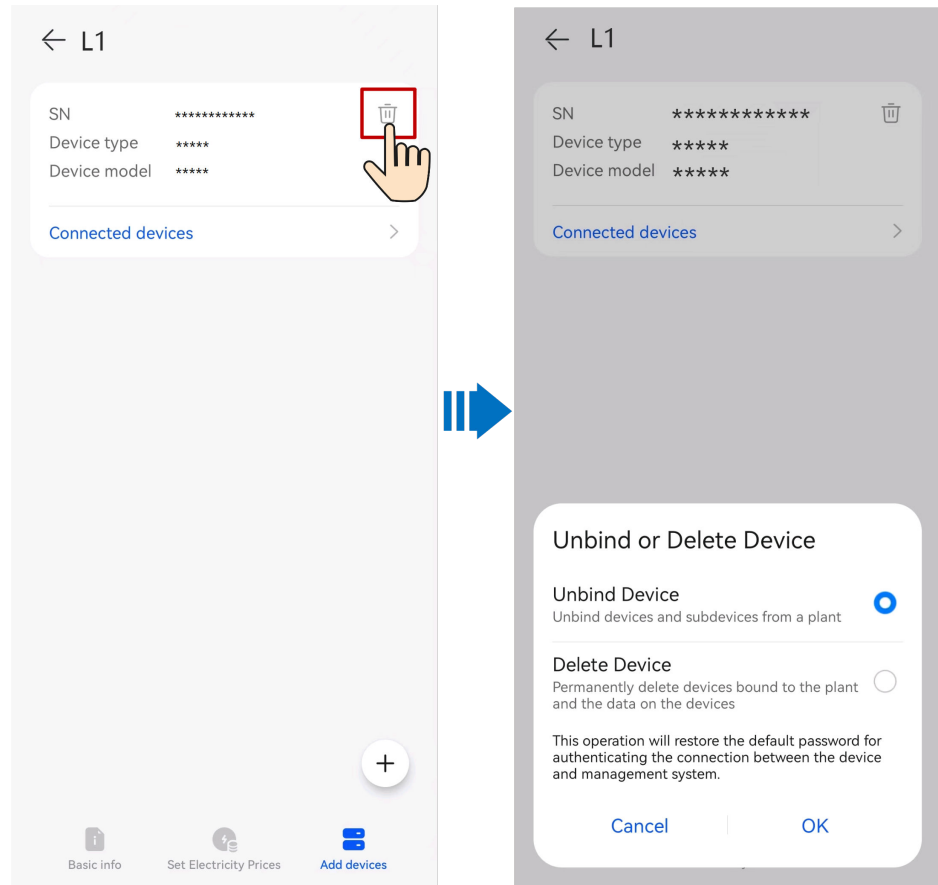 L1
SN ************
Device type *****
Device model *****
Connected devices
Basic info
Set Electricity Prices
Add devices
L1
SN ************
Device type *****
Device model *****
Connected devices
Unbind or Delete Device
Unbind Device
Unbind devices and subdevices from a plant
Delete Device
Permanently delete devices bound to the plant
and the data on the devices
This operation will restore the default password for
authenticating the connection between the device
and management system.
Cancel
OK